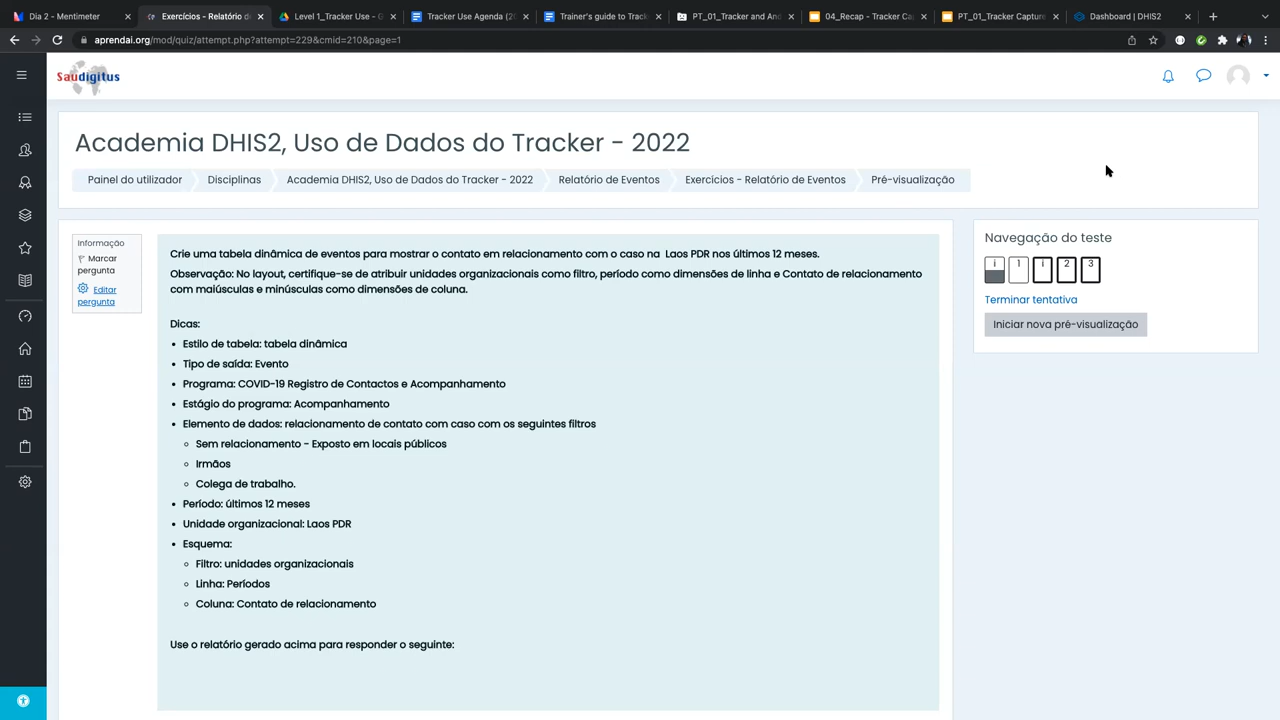 Dia 2 - Mentimeter
Exercícios - Relatório d
Level 1_Tracker Use - G
Tracker Use Agenda (20
Trainer's guide to Track
PT_01_Tracker and And
04_Recap - Tracker Cap
PT_01_Tracker Capture
Dashboard | DHIS2
aprendai.org/mod/quiz/attempt.php?attempt=229&cmid=210&page=1
Saudigitus
Academia DHIS2, Uso de Dados do Tracker - 2022
Painel do utilizador
Disciplinas
Academia DHIS2, Uso de Dados do Tracker - 2022
Relatório de Eventos
Exercícios - Relatório de Eventos
Pré-visualização
Informação
Marcar
pergunta
Editar
pergunta
Crie uma tabela dinâmica de eventos para mostrar o contato em relacionamento com o caso na Laos PDR nos últimos 12 meses.
Observação: No layout, certifique-se de atribuir unidades organizacionais como filtro, período como dimensões de linha e Contato de relacionamento
com maiúsculas e minúsculas como dimensões de coluna.
Dicas:
• Estilo de tabela: tabela dinâmica
• Tipo de saída: Evento
• Programa: COVID-19 Registro de Contactos e Acompanhamento
• Estágio do programa: Acompanhamento
• Elemento de dados: relacionamento de contato com caso com os seguintes filtros
◦ Sem relacionamento - Exposto em locais públicos
◦ Irmãos
◦ Colega de trabalho.
• Período: últimos 12 meses
• Unidade organizacional: Laos PDR
• Esquema:
◦ Filtro: unidades organizacionais
◦ Linha: Períodos
◦ Coluna: Contato de relacionamento
Use o relatório gerado acima para responder o seguinte:
Navegação do teste
i 1 i 2 3
Terminar tentativa
Iniciar nova pré-visualização